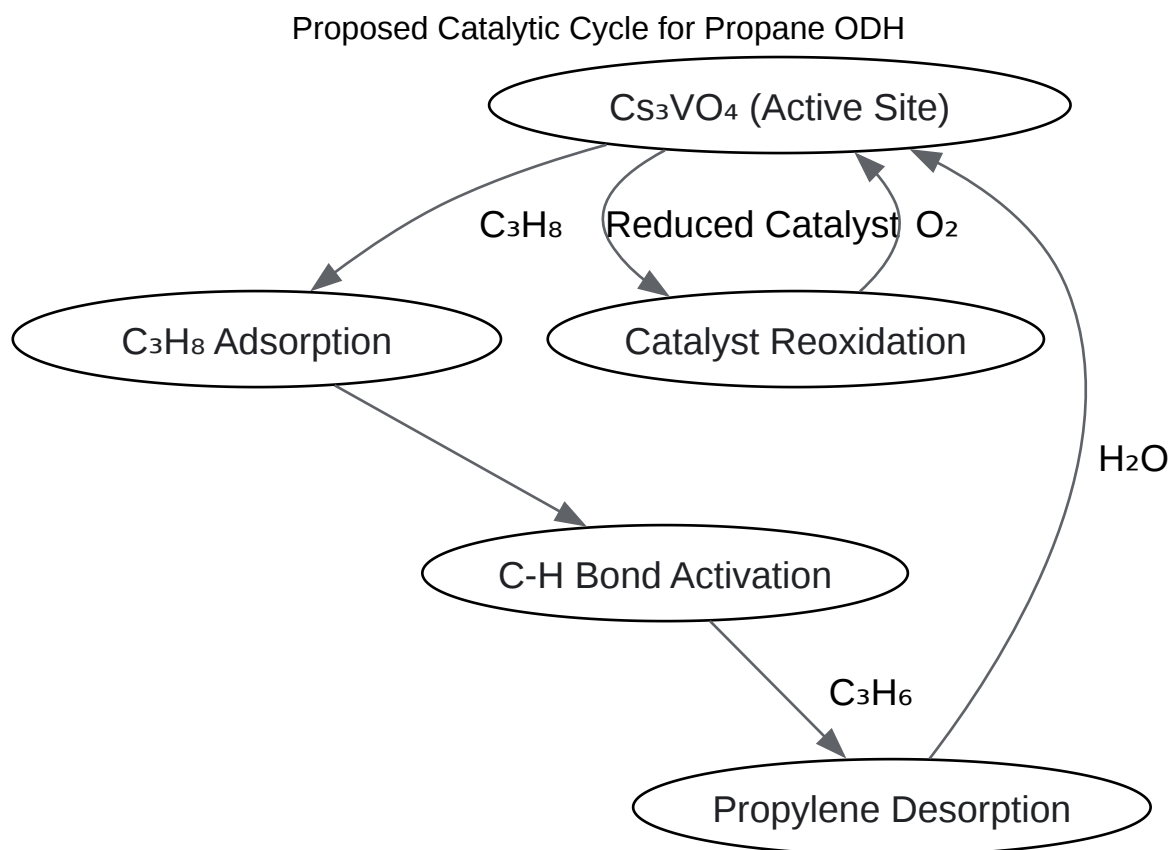 Proposed Catalytic Cycle for Propane ODH
Cs₃VO₄ (Active Site)
C₃H₈
Reduced Catalyst
O₂
C₃H₈ Adsorption
Catalyst Reoxidation
H₂O
C-H Bond Activation
C₃H₆
Propylene Desorption